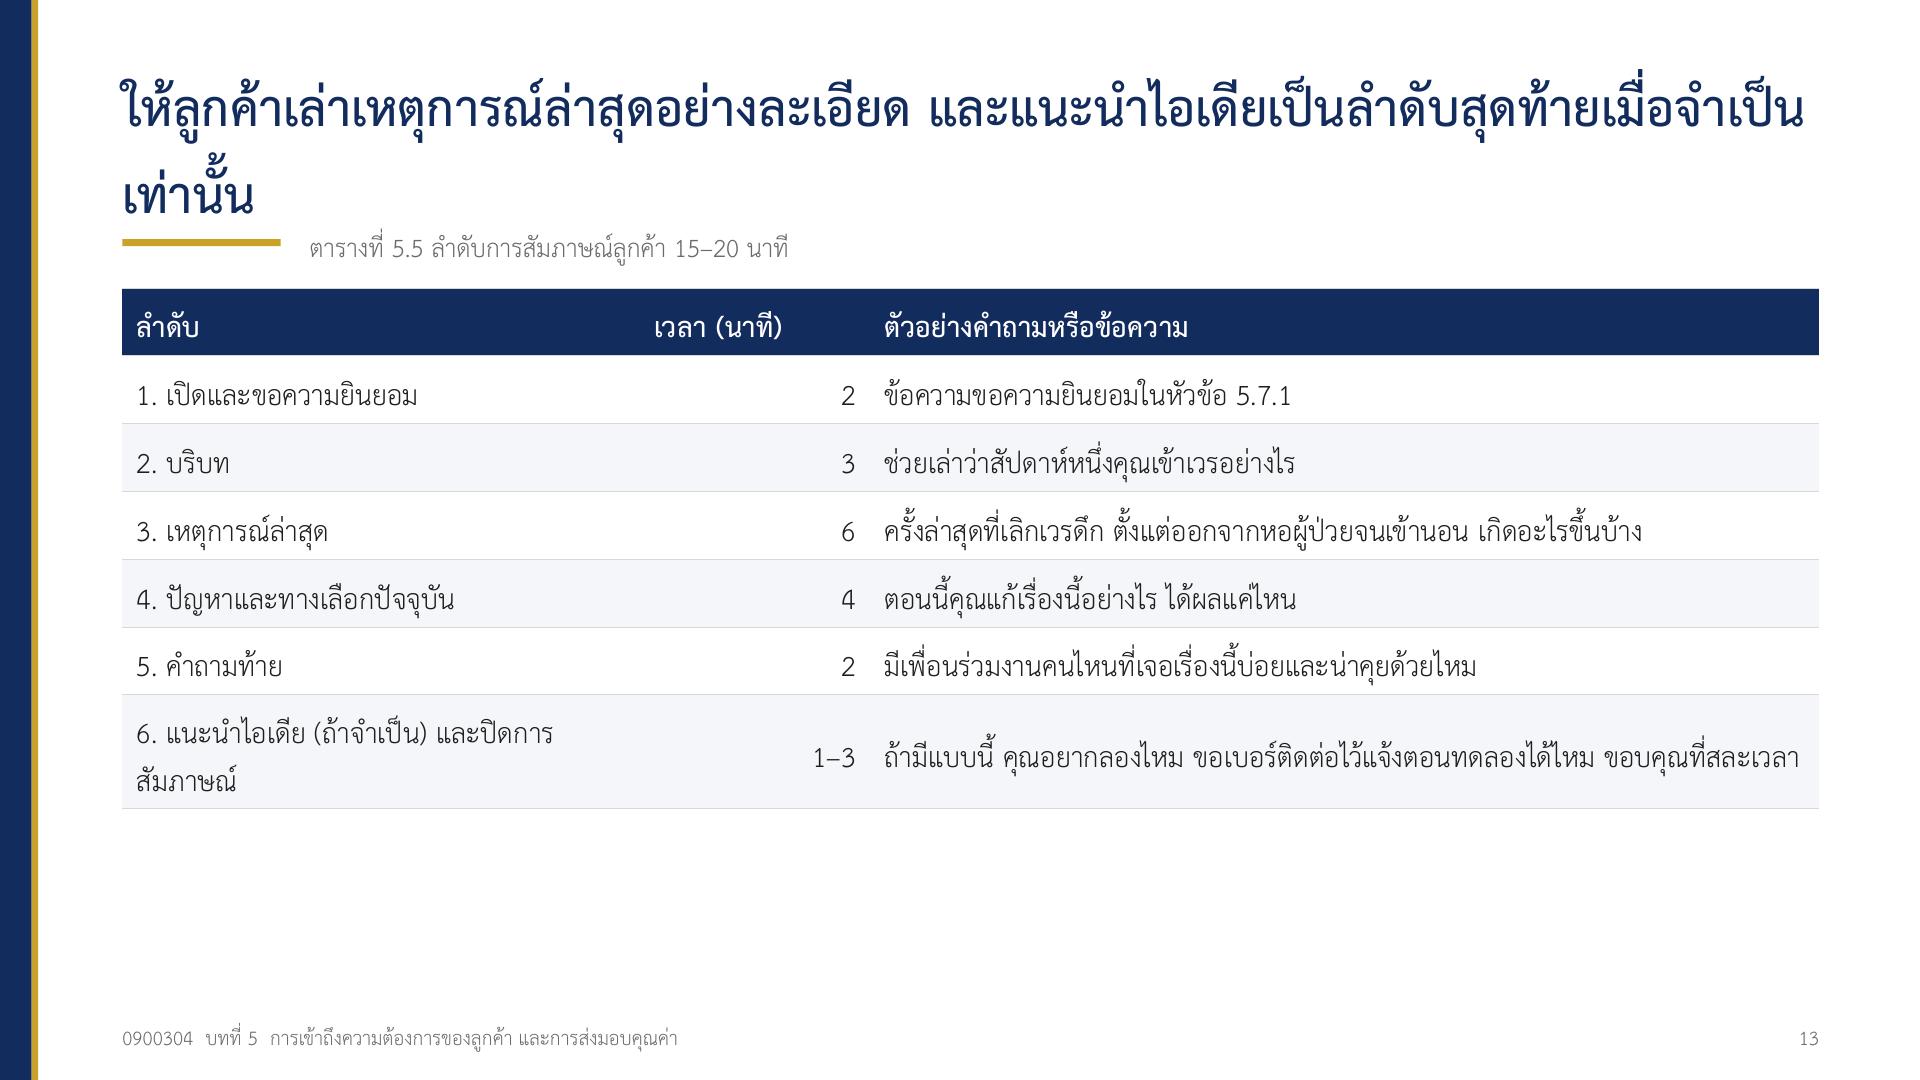 ให้ลูกค้าเล่าเหตุการณ์ล่าสุดอย่างละเอียด และแนะนำไอเดียเป็นลำดับสุดท้ายเมื่อจำเป็น
เท่านั้น
ตารางที่ 5.5 ลำดับการสัมภาษณ์ลูกค้า 15–20 นาที
ลำดับ เวลา (นาที) ตัวอย่างคำถามหรือข้อความ
1. เปิดและขอความยินยอม 2 ข้อความขอความยินยอมในหัวข้อ 5.7.1
2. บริบท 3 ช่วยเล่าว่าสัปดาห์หนึ่งคุณเข้าเวรอย่างไร
3. เหตุการณ์ล่าสุด 6 ครั้งล่าสุดที่เลิกเวรดึก ตั้งแต่ออกจากหอผู้ป่วยจนเข้านอน เกิดอะไรขึ้นบ้าง
4. ปัญหาและทางเลือกปัจจุบัน 4 ตอนนี้คุณแก้เรื่องนี้อย่างไร ได้ผลแค่ไหน
5. คำถามท้าย 2 มีเพื่อนร่วมงานคนไหนที่เจอเรื่องนี้บ่อยและน่าคุยด้วยไหม
6. แนะนำไอเดีย (ถ้าจำเป็น) และปิดการ
สัมภาษณ์ 1–3 ถ้ามีแบบนี้ คุณอยากลองไหม ขอเบอร์ติดต่อไว้แจ้งตอนทดลองได้ไหม ขอบคุณที่สละเวลา
0900304 บทที่ 5 การเข้าถึงความต้องการของลูกค้า และการส่งมอบคุณค่า 13